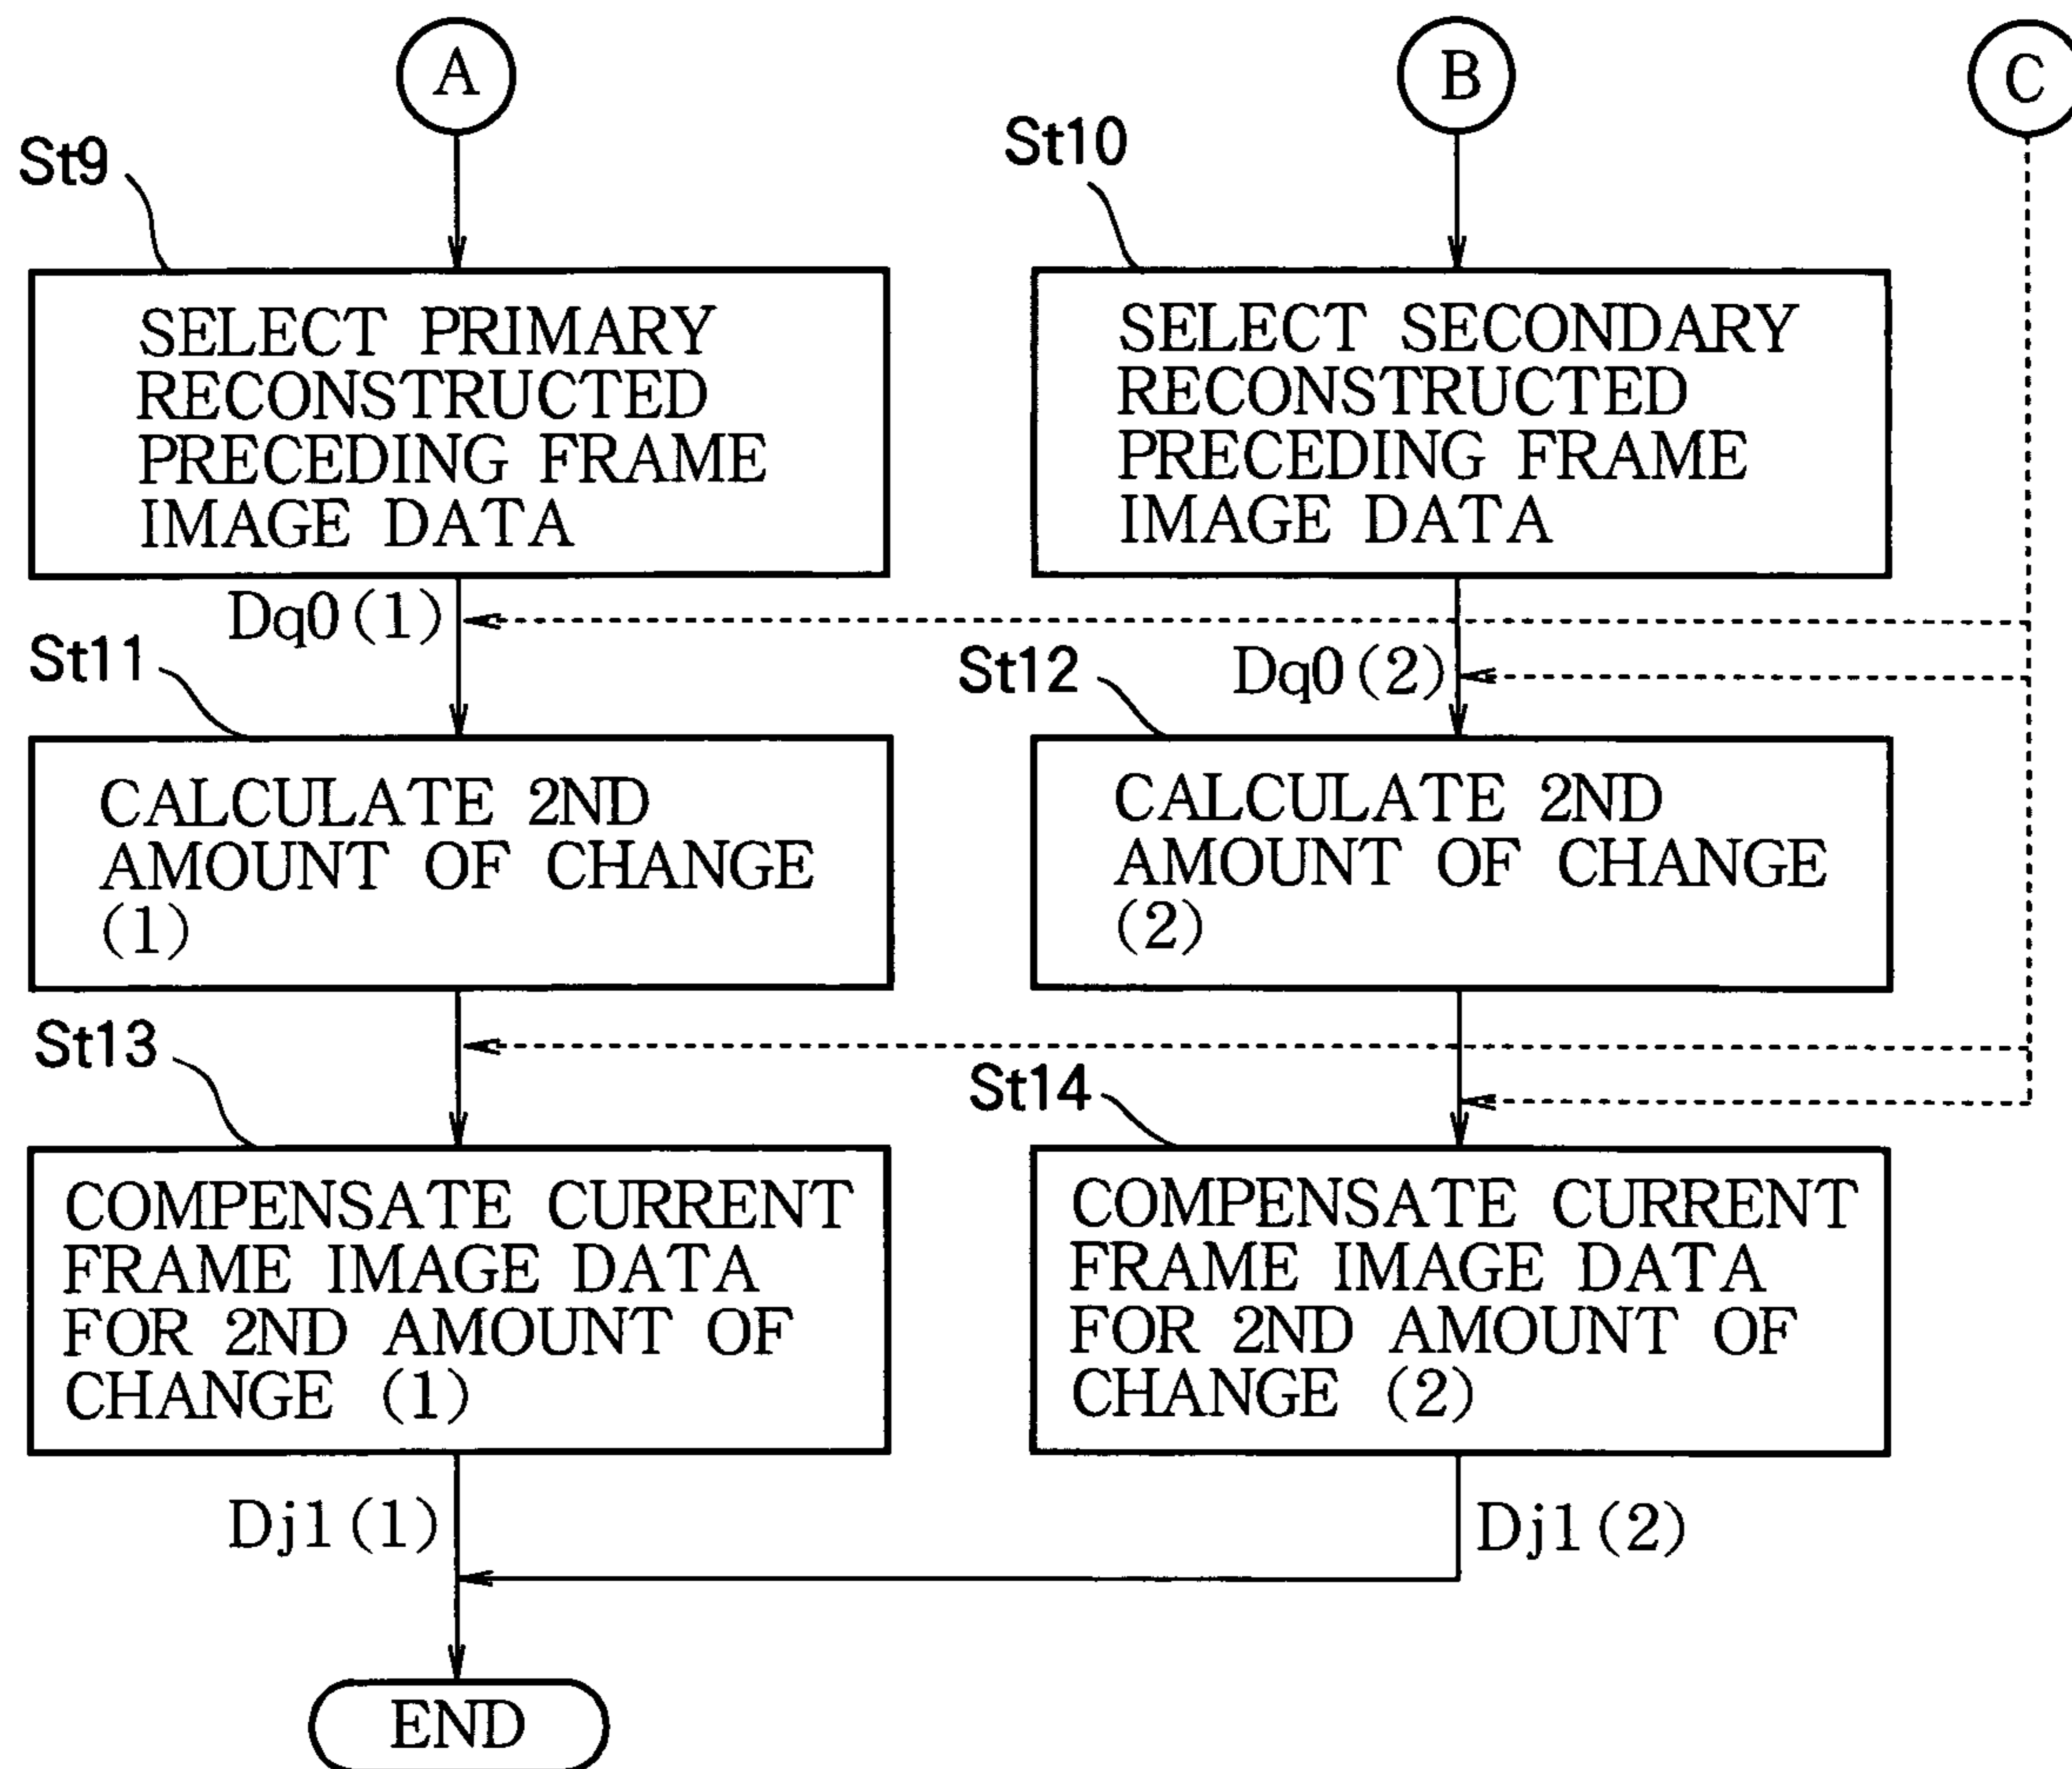 A
B
C
St9
St10
SELECT PRIMARY
RECONSTRUCTED
PRECEDING FRAME
IMAGE DATA
SELECT SECONDARY
RECONSTRUCTED
PRECEDING FRAME
IMAGE DATA
Dq0(1)
Dq0(2)
St11
St12
CALCULATE 2ND
AMOUNT OF CHANGE
(1)
CALCULATE 2ND
AMOUNT OF CHANGE
(2)
St13
St14
COMPENSATE CURRENT
FRAME IMAGE DATA
FOR 2ND AMOUNT OF
CHANGE (1)
COMPENSATE CURRENT
FRAME IMAGE DATA
FOR 2ND AMOUNT OF
CHANGE (2)
Dj1(1)
Dj1(2)
END